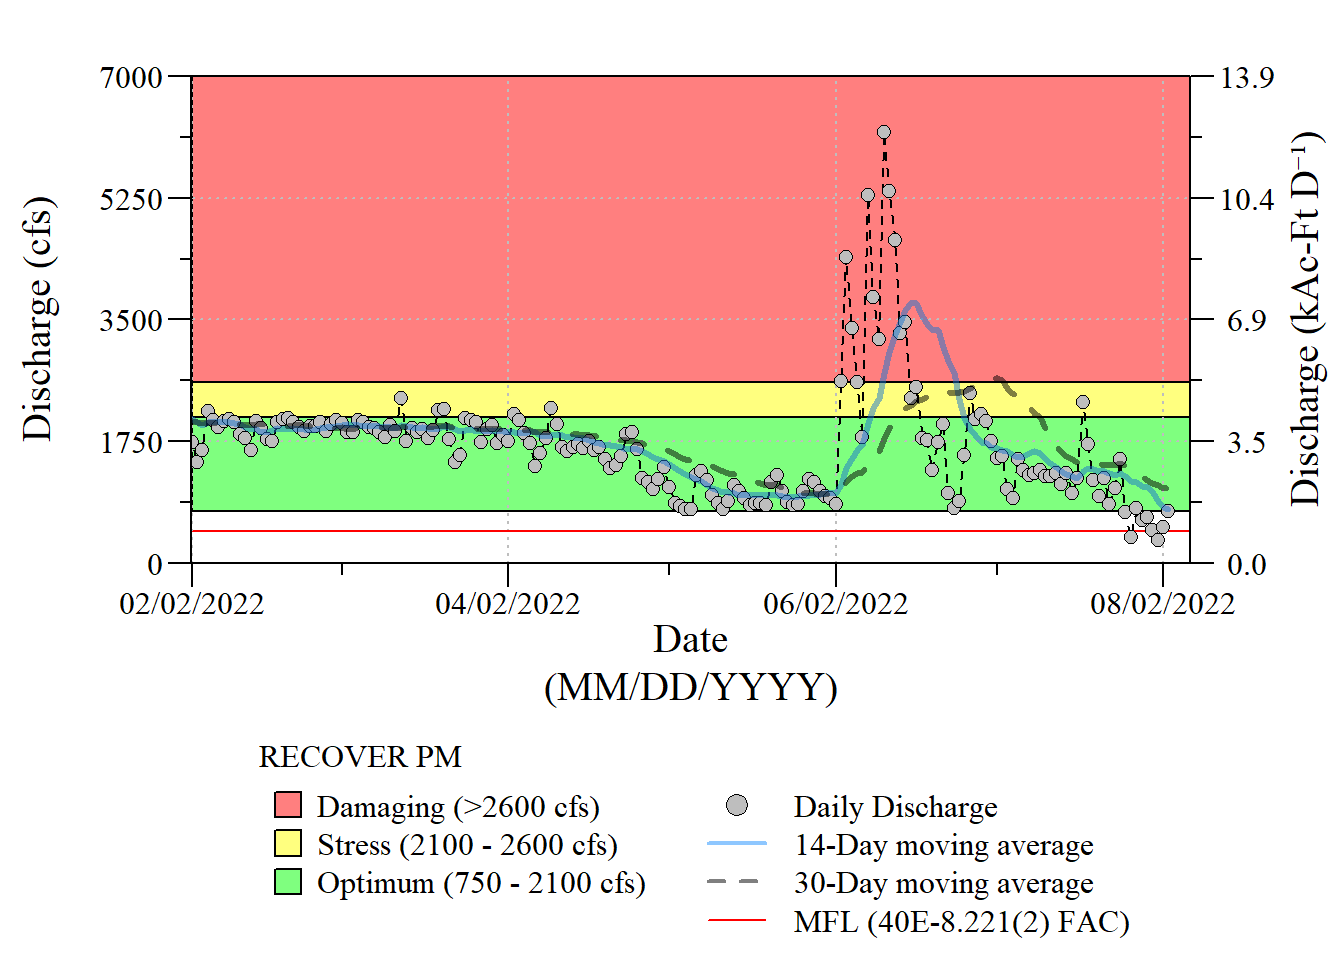 7000
5250
3500
1750
0
13.9
10.4
6.9
3.5
0.0
Discharge (cfs)
Discharge (kAc-Ft D⁻¹)
02/02/2022
04/02/2022
06/02/2022
08/02/2022
Date
(MM/DD/YYYY)
RECOVER PM
Damaging (>2600 cfs)
Stress (2100 - 2600 cfs)
Optimum (750 - 2100 cfs)
Daily Discharge
14-Day moving average
30-Day moving average
MFL (40E-8.221(2) FAC)